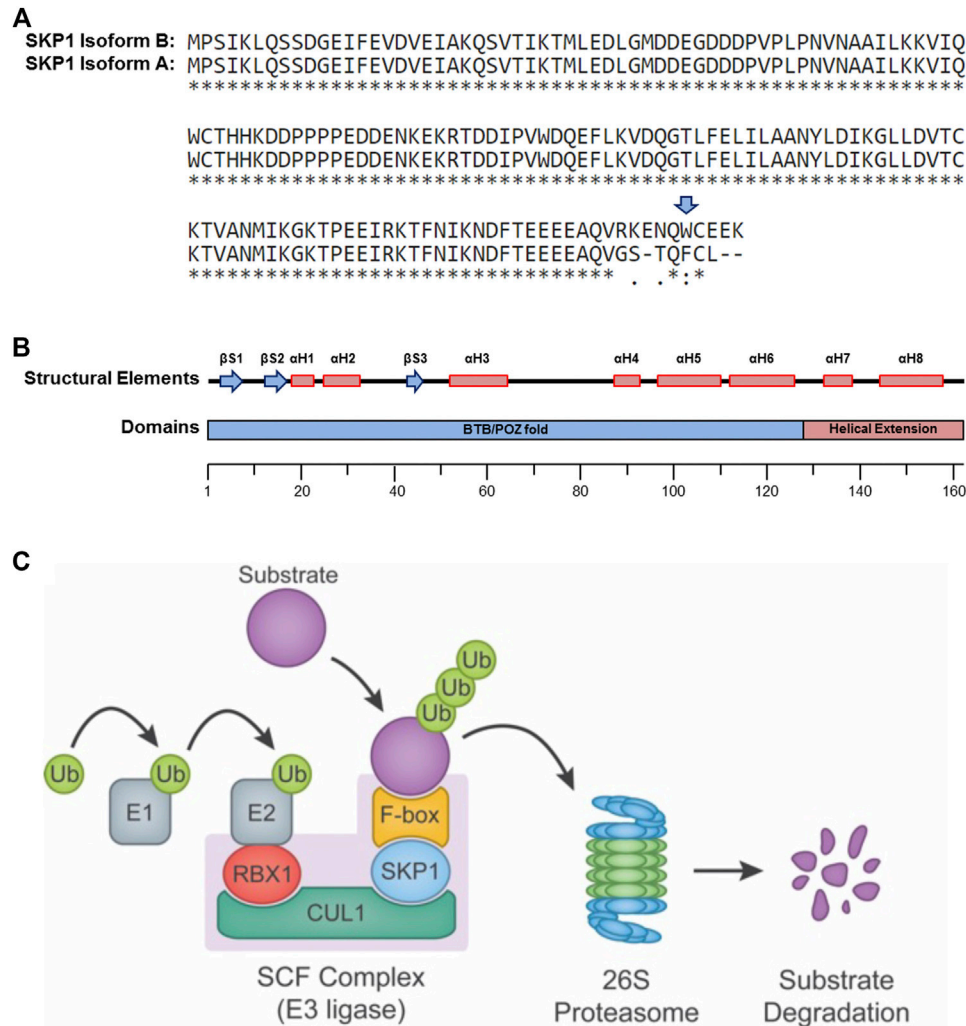 A
SKP1 Isoform B: MPSIKLQSSDGEIFEVDVEIAKQSVTIKTMLEDLGMDDEGDDDPVPLPNVNAAILKKVIQ
SKP1 Isoform A: MPSIKLQSSDGEIFEVDVEIAKQSVTIKTMLEDLGMDDEGDDDPVPLPNVNAAILKKVIQ
************************************************************
WCTHHKDDPPPPEDDENKEKRTDDIPVWDQEFLKVDQGTLFELILAANYLDIKGLLDVTC
WCTHHKDDPPPPEDDENKEKRTDDIPVWDQEFLKVDQGTLFELILAANYLDIKGLLDVTC
************************************************************
KTVANMIKGKTPEEIRKTFNIKNDFTEEEEAQVRKENQWCEEK
KTVANMIKGKTPEEIRKTFNIKNDFTEEEEAQVGS-TQFCL--
********************************* . . *:*
B
βS1 βS2 αH1 αH2 βS3 αH3 αH4 αH5 αH6 αH7 αH8
Structural Elements
Domains BTB/POZ fold Helical Extension
1 20 40 60 80 100 120 140 160
C
Substrate
Ub
Ub
Ub
Ub Ub Ub
E1 E2 F-box
RBX1 SKP1
CUL1
SCF Complex
(E3 ligase)
26S
Proteasome
Substrate
Degradation